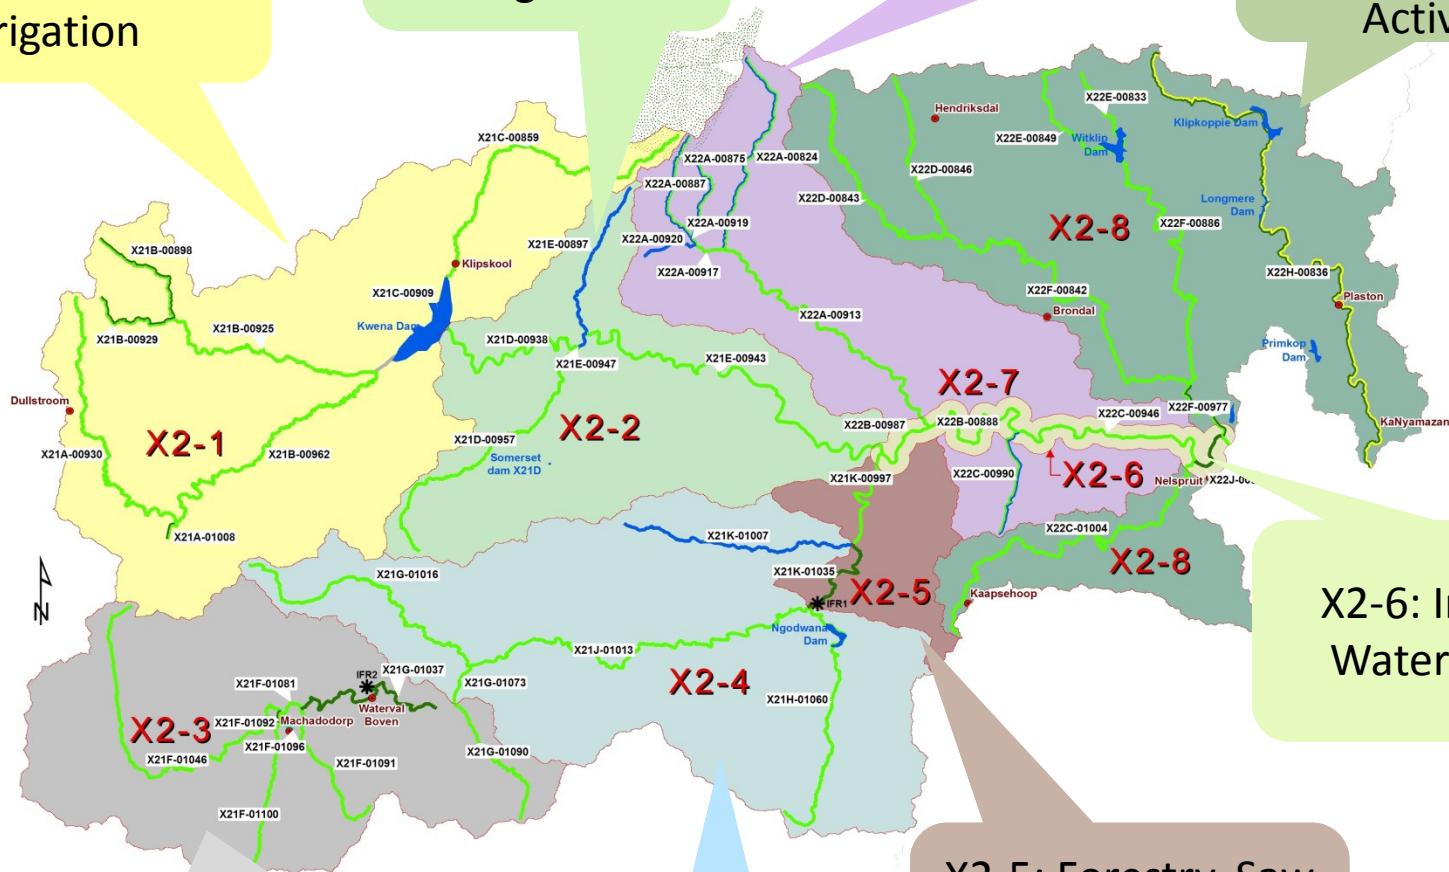 rigation
Activ
X21C-00859
X22A-00875
X22A-00824
X22A-00887
X22A-00919
X22A-00920
X22A-00917
Hendriksdal
X22E-00833
X22E-00849
Witklip
Dam
Klipkoppie Dam
X22D-00846
X22D-00843
Longmere
Dam
X2-8
X22F-00886
X21B-00898
X21E-00897
Klipskool
X21C-00909
Kwena Dam
X22H-00836
X22F-00842
Plaston
Brondal
X22A-00913
X21B-00929
X21B-00925
X21D-00938
X21E-00947
X21E-00943
Primkop
Dam
Dullstroom
X2-1
X2-2
X2-7
X22B-00987
X22B-00888
X22C-00946
X22F-00977
KaNyamazan
X21A-00930
X21B-00962
X21D-00957
Somerset
dam X21D
X21K-00997
X22C-00990
X2-6
Nelspruit
X22J-00
X21A-01008
X22C-01004
X2-8
X21K-01007
X21G-01016
X21K-01035
X2-5
IFR1
Kaapsehoop
N
Ngodwana
Dam
X21J-01013
X2-4
X21G-01073
X21H-01060
X2-6: I
Water
IFR2
X21G-01037
X21F-01081
Waterval
Boven
X2-3
X21F-01092
Machadodorp
X21F-01096
X21F-01046
X21F-01091
X21G-01090
X21F-01100
X2-5: Forestry, Saw